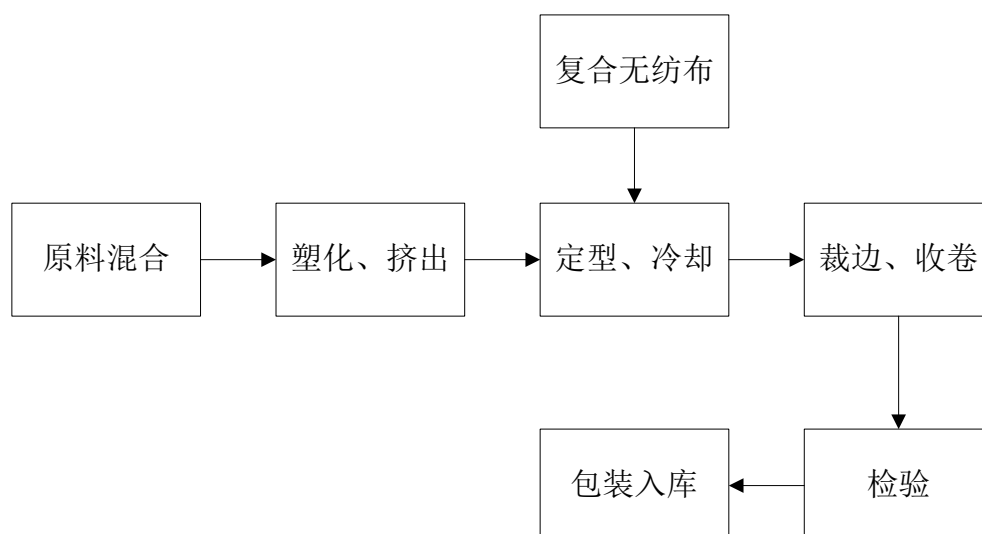 复合无纺布
原料混合
塑化、挤出
定型、冷却
裁边、收卷
包装入库
检验